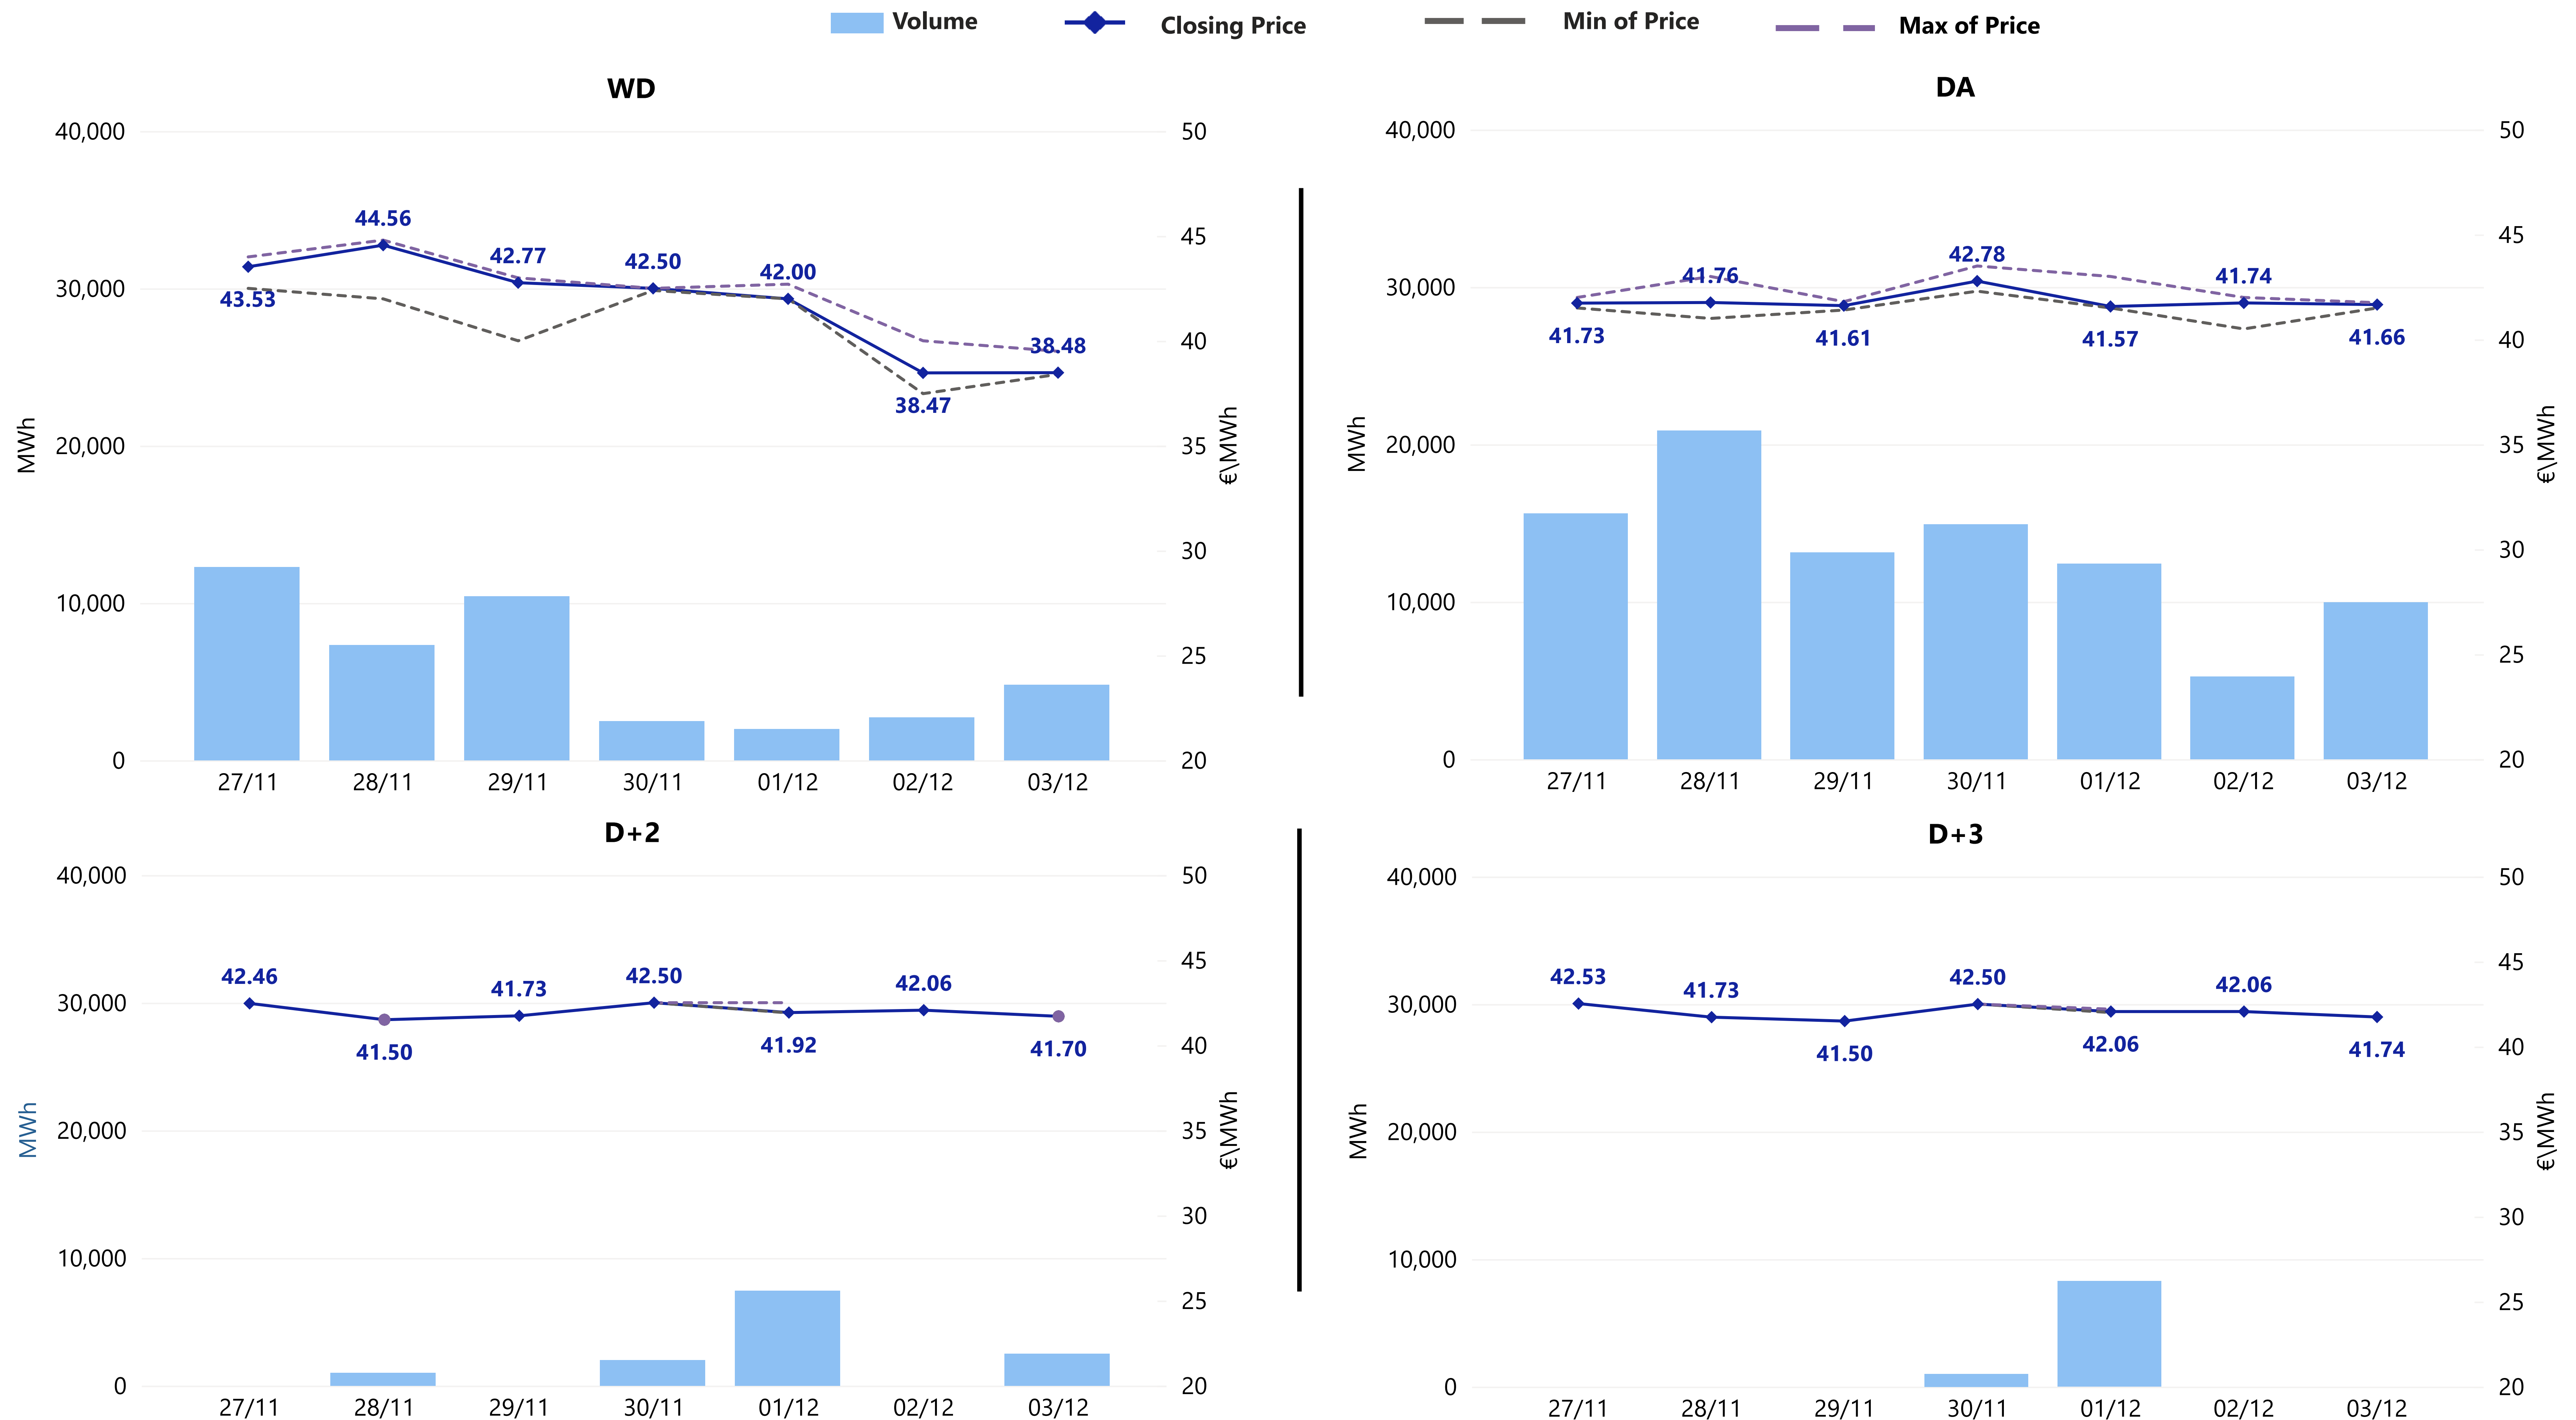 Volume Closing Price Min of Price Max of Price
WD
40,000
30,000
20,000
10,000
0
MWh
50
45
40
35
30
25
20
€\MWh
43.53 44.56 42.77 42.50 42.00 38.47 38.48
27/11 28/11 29/11 30/11 01/12 02/12 03/12
DA
40,000
30,000
20,000
10,000
0
MWh
50
45
40
35
30
25
20
€\MWh
41.73 41.76 41.61 42.78 41.57 41.74 41.66
27/11 28/11 29/11 30/11 01/12 02/12 03/12
D+2
40,000
30,000
20,000
10,000
0
MWh
50
45
40
35
30
25
20
€\MWh
42.46 41.50 41.73 42.50 41.92 42.06 41.70
27/11 28/11 29/11 30/11 01/12 02/12 03/12
D+3
40,000
30,000
20,000
10,000
0
MWh
50
45
40
35
30
25
20
€\MWh
42.53 41.73 41.50 42.50 42.06 42.06 41.74
27/11 28/11 29/11 30/11 01/12 02/12 03/12